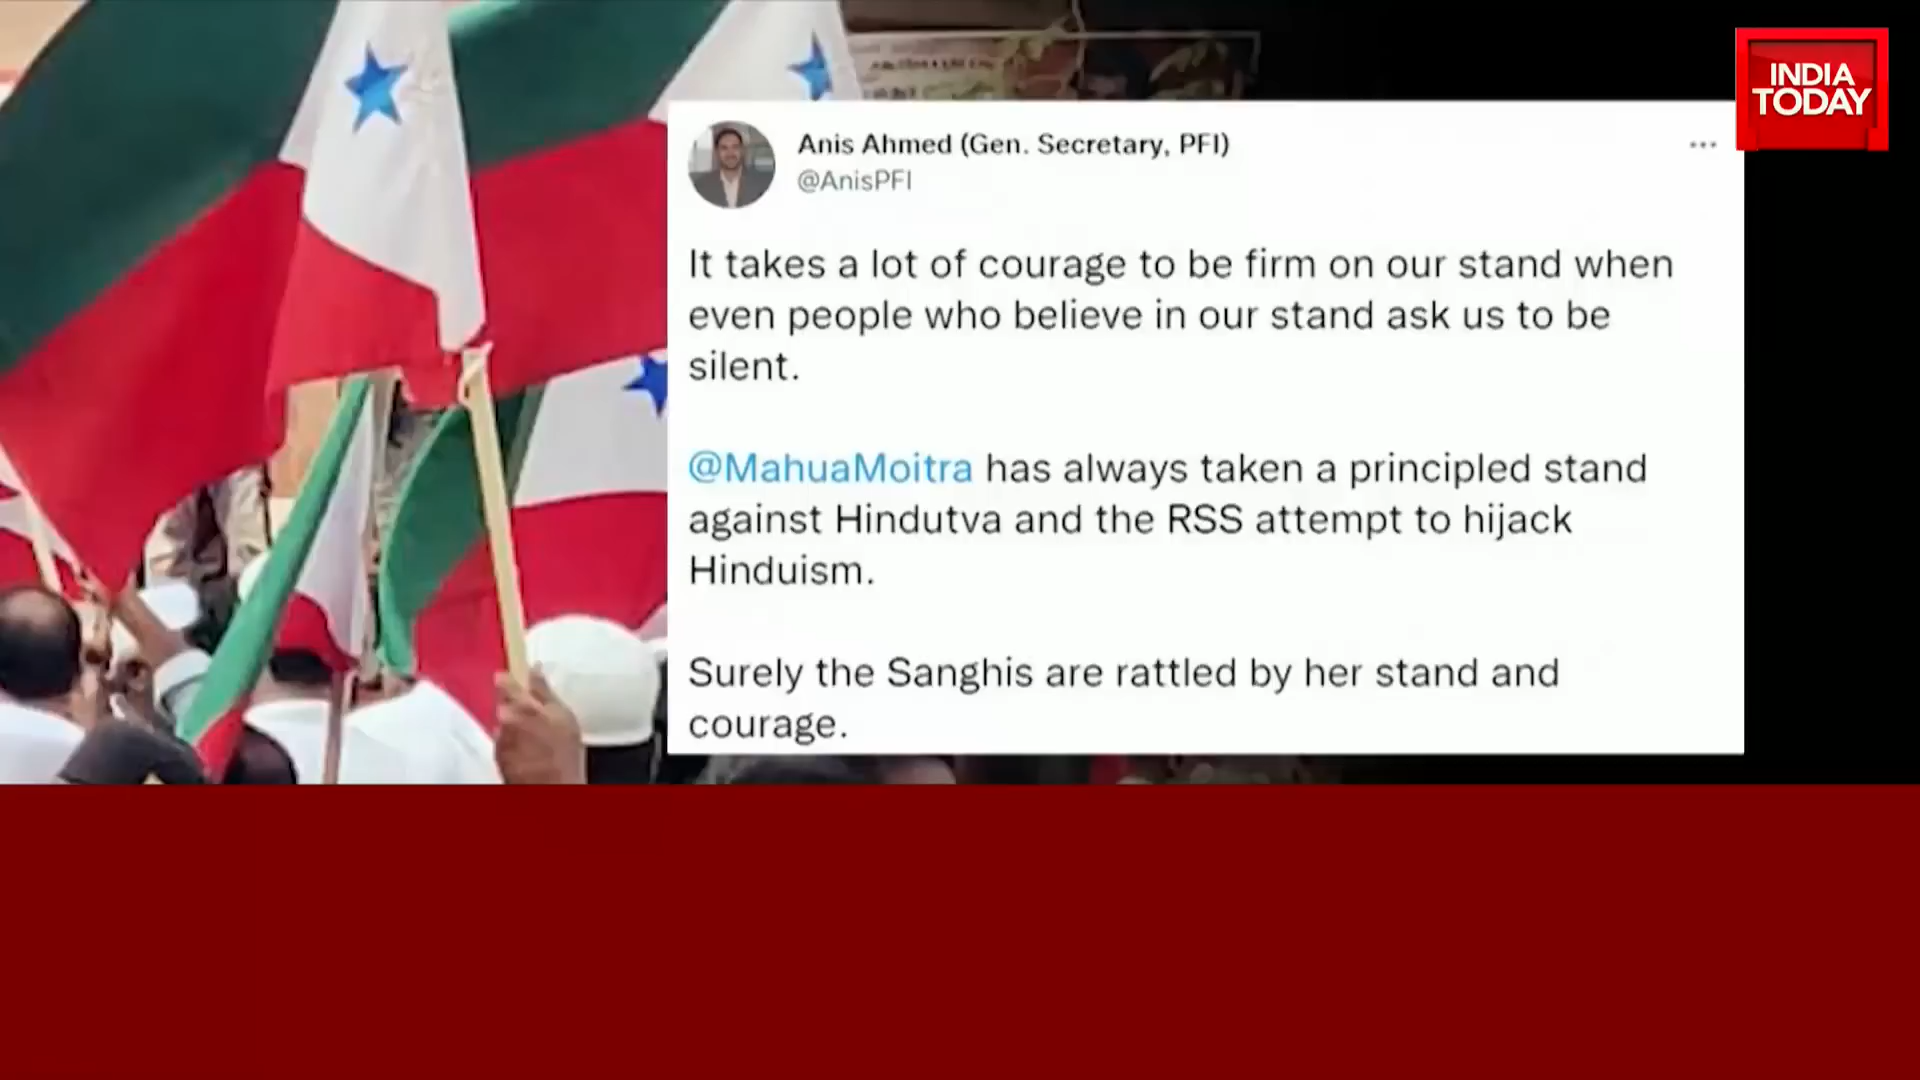 INDIA
TODAY
Anis Ahmed (Gen. Secretary, PFI)
@AnisPFI
It takes a lot of courage to be firm on our stand when
even people who believe in our stand ask us to be
silent.
@MahuaMoitra has always taken a principled stand
against Hindutva and the RSS attempt to hijack
Hinduism.
Surely the Sanghis are rattled by her stand and
courage.